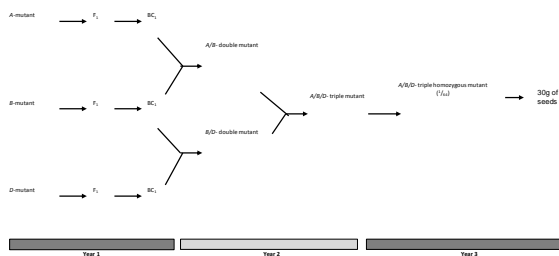 A-mutant F1 BC1
A/B- double mutant
A/B/D- triple homozygous mutant
(1/64)
30g of
seeds
B-mutant F1 BC1
A/B/D- triple mutant
B/D- double mutant
D-mutant F1 BC1
Year 1 Year 2 Year 3